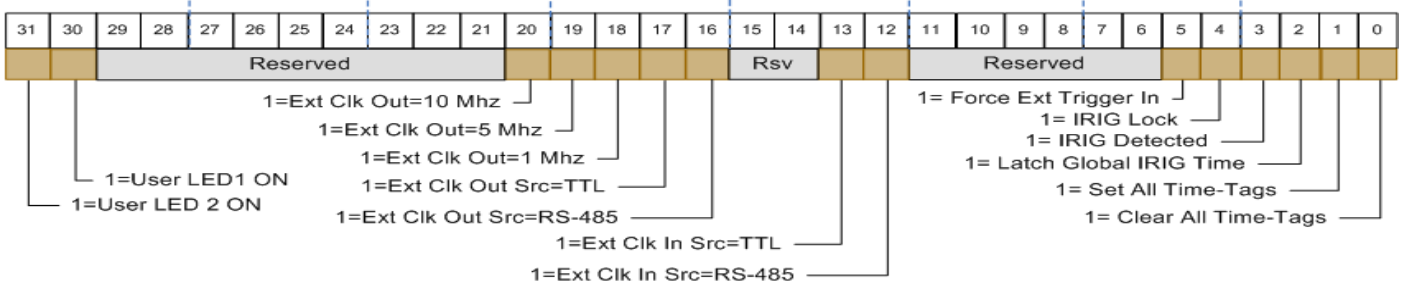 31 30 29 28 27 26 25 24 23 22 21 20 19 18 17 16 15 14 13 12 11 10 9 8 7 6 5 4 3 2 1 0
Reserved Rsv Reserved
1=Ext Clk Out=10 Mhz 1= Force Ext Trigger In
1= IRIG Lock
1=Ext Clk Out=5 Mhz
1= IRIG Detected
1=Ext Clk Out=1 Mhz 1= Latch Global IRIG Time
1=User LED1 ON 1=Ext Clk Out Src=TTL 1= Set All Time-Tags
1=User LED 2 ON
1=Ext Clk Out Src=RS-485 1= Clear All Time-Tags
1=Ext Clk In Src=TTL
1=Ext Clk In Src=RS-485